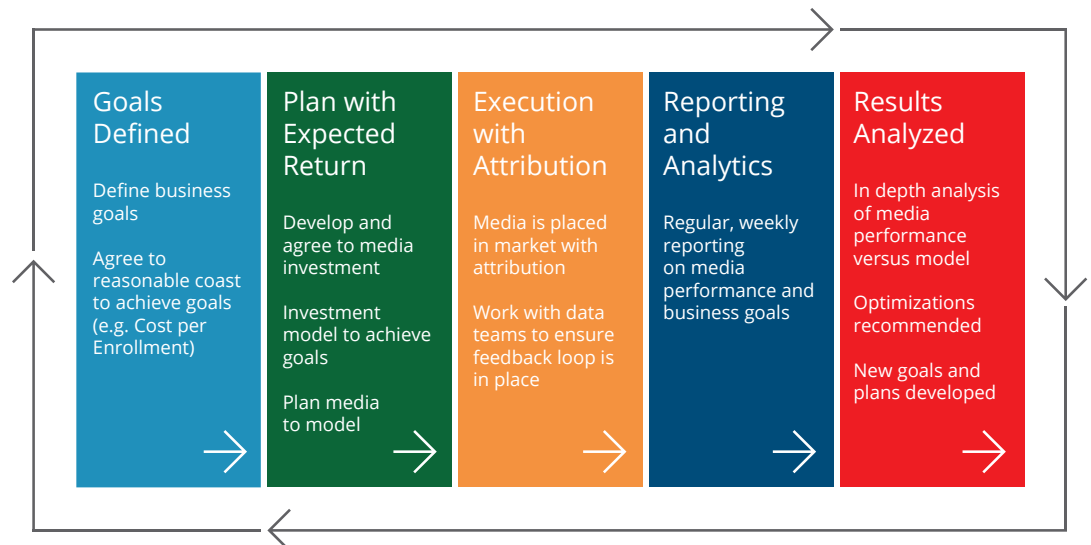 Goals
Defined
Define business
goals
Agree to
reasonable coast
to achieve goals
(e.g. Cost per
Enrollment)
Plan with
Expected
Return
Develop and
agree to media
investment
Investment
model to achieve
goals
Plan media
to model
Execution
with
Attribution
Media is placed
in market with
attribution
Work with data
teams to ensure
feedback loop is
in place
Reporting
and
Analytics
Regular, weekly
reporting
on media
performance and
business goals
Results
Analyzed
In depth analysis
of media
performance
versus model
Optimizations
recommended
New goals and
plans developed